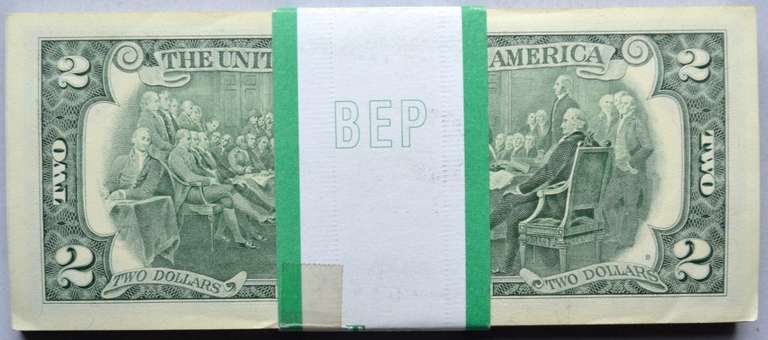 2 THE UNIT AMERICA 2
BEP
TWO TWO
2 2
TWO DOLLARS TWO DOLLARS